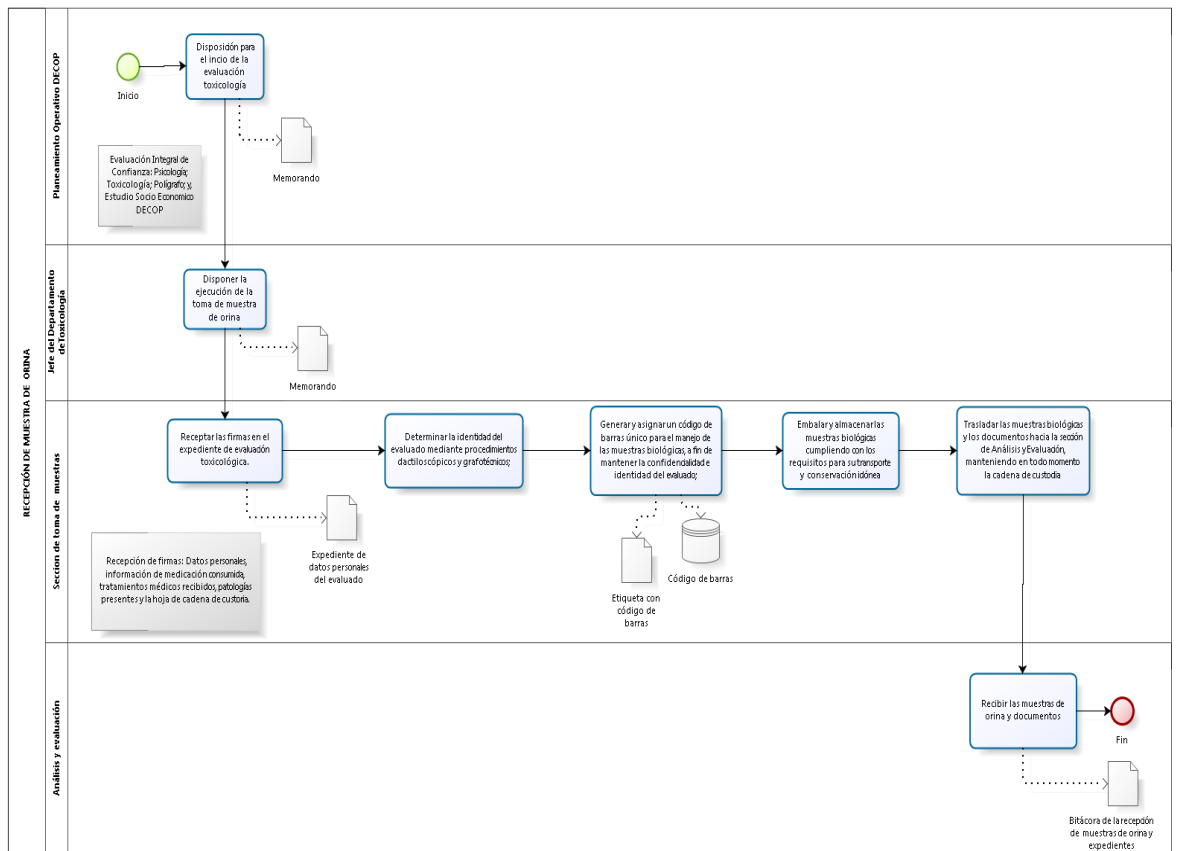 RECEPCIÓN DE MUESTRA DE ORINA
Planeamiento Operativo DECOP
Inicio
Disposición para
el incio de la
evaluación
toxicología
Memorando
Evaluación Integral de
Confianza: Psicología;
Toxicología; Polígrafo; y,
Estudio Socio Economico
DECOP
Jefe del Departamento
deToxicología
Disponer la
ejecución de la
toma de muestra
de orina
Memorando
Seccion de toma de muestras
Receptar las firmas en el
expediente de evaluación
toxicológica.
Expediente de
datos personales
del evaluado
Recepción de firmas: Datos personales,
información de medicación consumida,
tratamientos médicos recibidos, patologías
presentes y la hoja de cadena de custoria.
Determinar la identidad del
evaluado mediante procedimientos
dactiloscópicos y grafotécnicos;
Generar y asignar un código de
barras único para el manejo de
las muestras biológicas, a fin de
mantener la confidencialidad e
identidad del evaluado;
Etiqueta con
código de
barras
Código de barras
Embalar y almacenar las
muestras biológicas
cumpliendo con los
requisitos para su transporte
y conservación idónea
Trasladar las muestras biológicas
y los documentos hacia la sección
de Análisis y Evaluación,
manteniendo en todo momento
la cadena de custodia
Análisis y evaluación
Recibir las muestras de
orina y documentos
Fin
Bitácora de la recepción
de muestras de orina y
expedientes